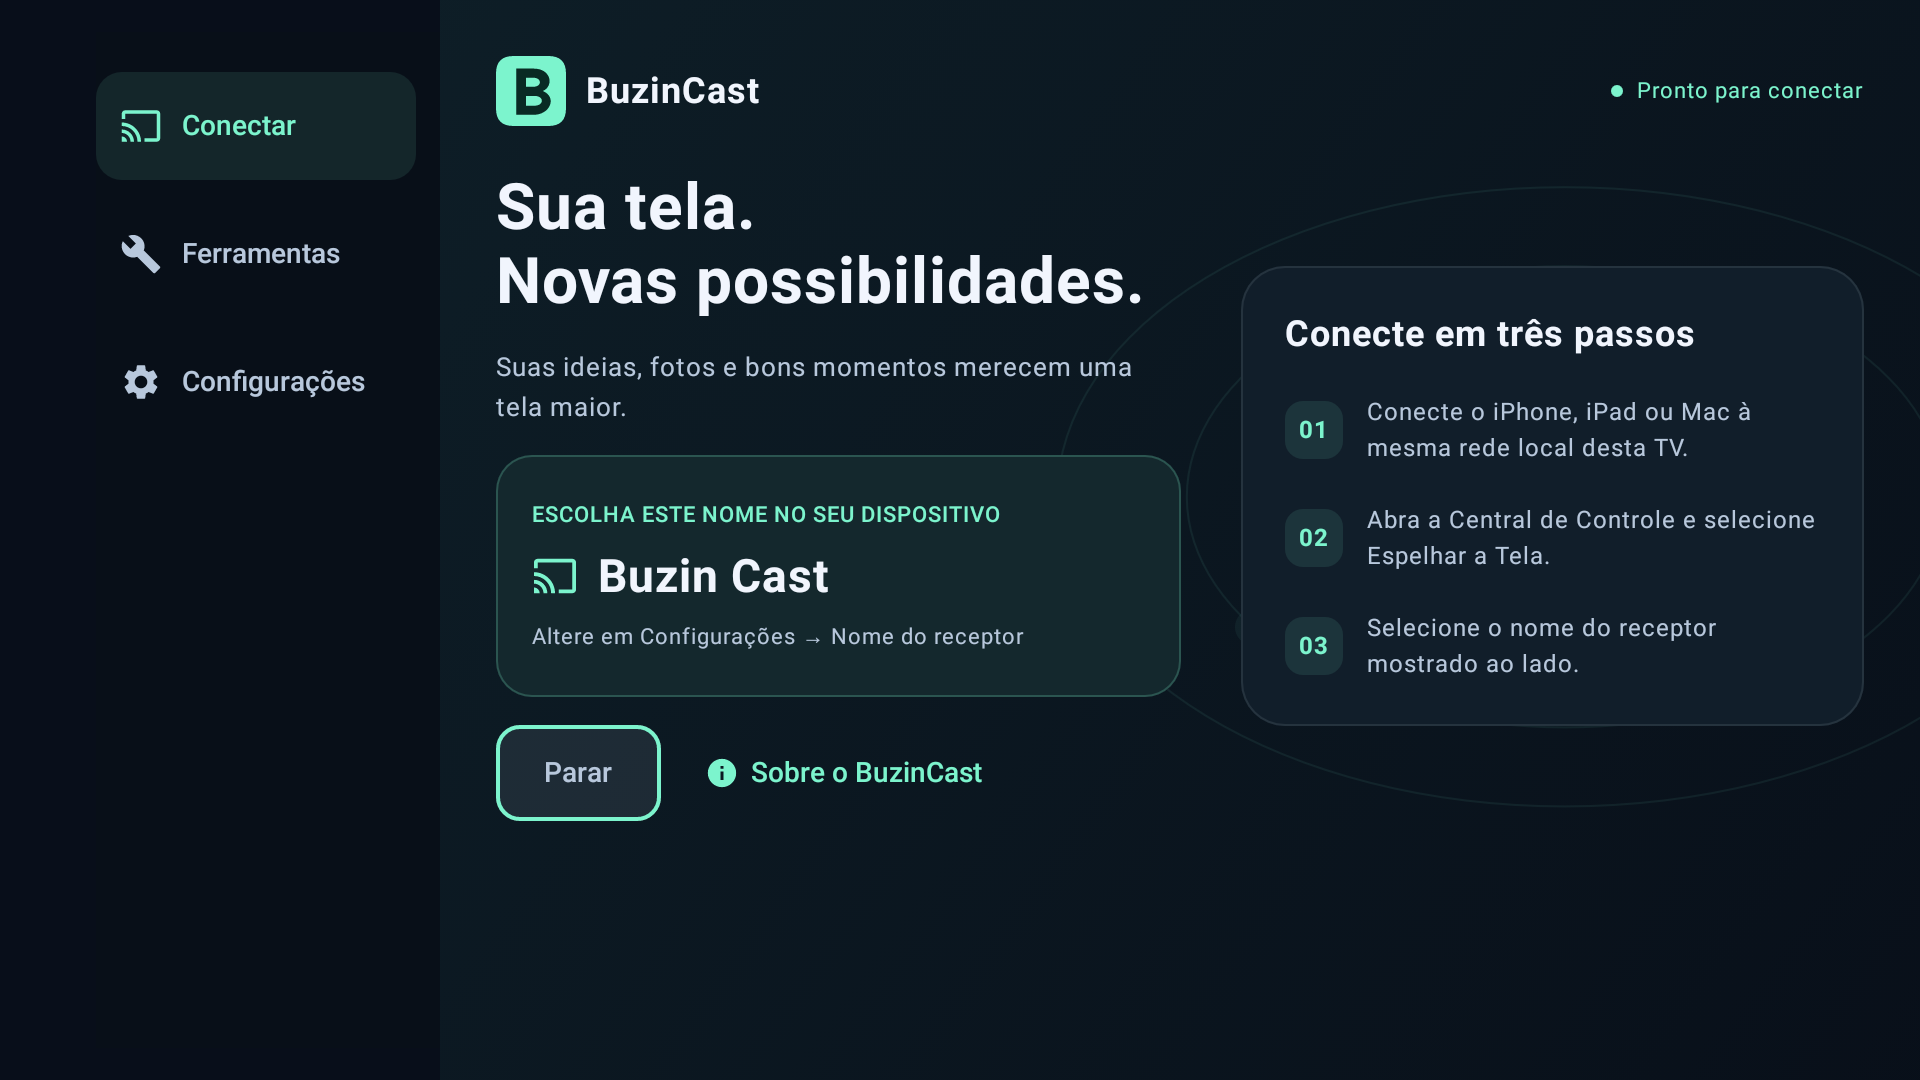 Conectar
Ferramentas
Configurações
B
BuzinCast
Pronto para conectar
Sua tela.
Novas possibilidades.
Suas ideias, fotos e bons momentos merecem uma
tela maior.
ESCOLHA ESTE NOME NO SEU DISPOSITIVO
Buzin Cast
Altere em Configurações → Nome do receptor
Parar
Sobre o BuzinCast
Conecte em três passos
01
Conecte o iPhone, iPad ou Mac à
mesma rede local desta TV.
02
Abra a Central de Controle e selecione
Espelhar a Tela.
03
Selecione o nome do receptor
mostrado ao lado.